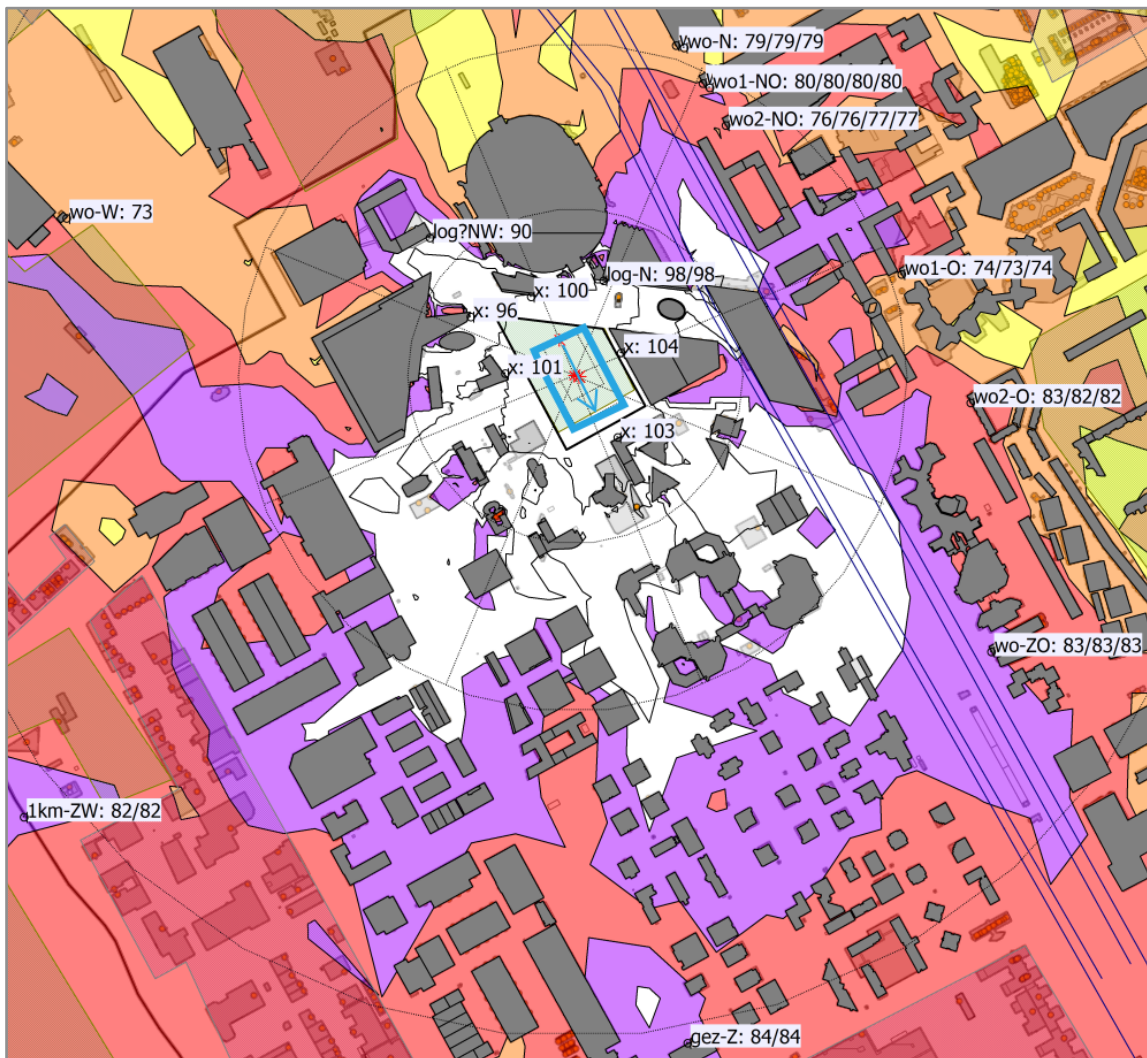 wo-N: 79/79/79
wo1-NO: 80/80/80/80
wo2-NO: 76/76/77/77
wo-W: 73
log?NW: 90
log-N: 98/98
wo1-O: 74/73/74
x: 100
x: 96
x: 104
x: 101
wo2-O: 83/82/82
x: 103
wo-ZO: 83/83/83
1km-ZW: 82/82
gez-Z: 84/84